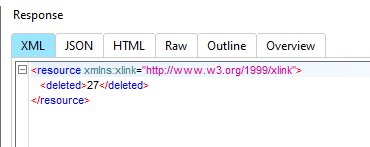 Response
XML JSON HTML Raw Outline Overview
<resource xmlns:xlink="http://www.w3.org/1999/xlink">
<deleted>27</deleted>
</resource>